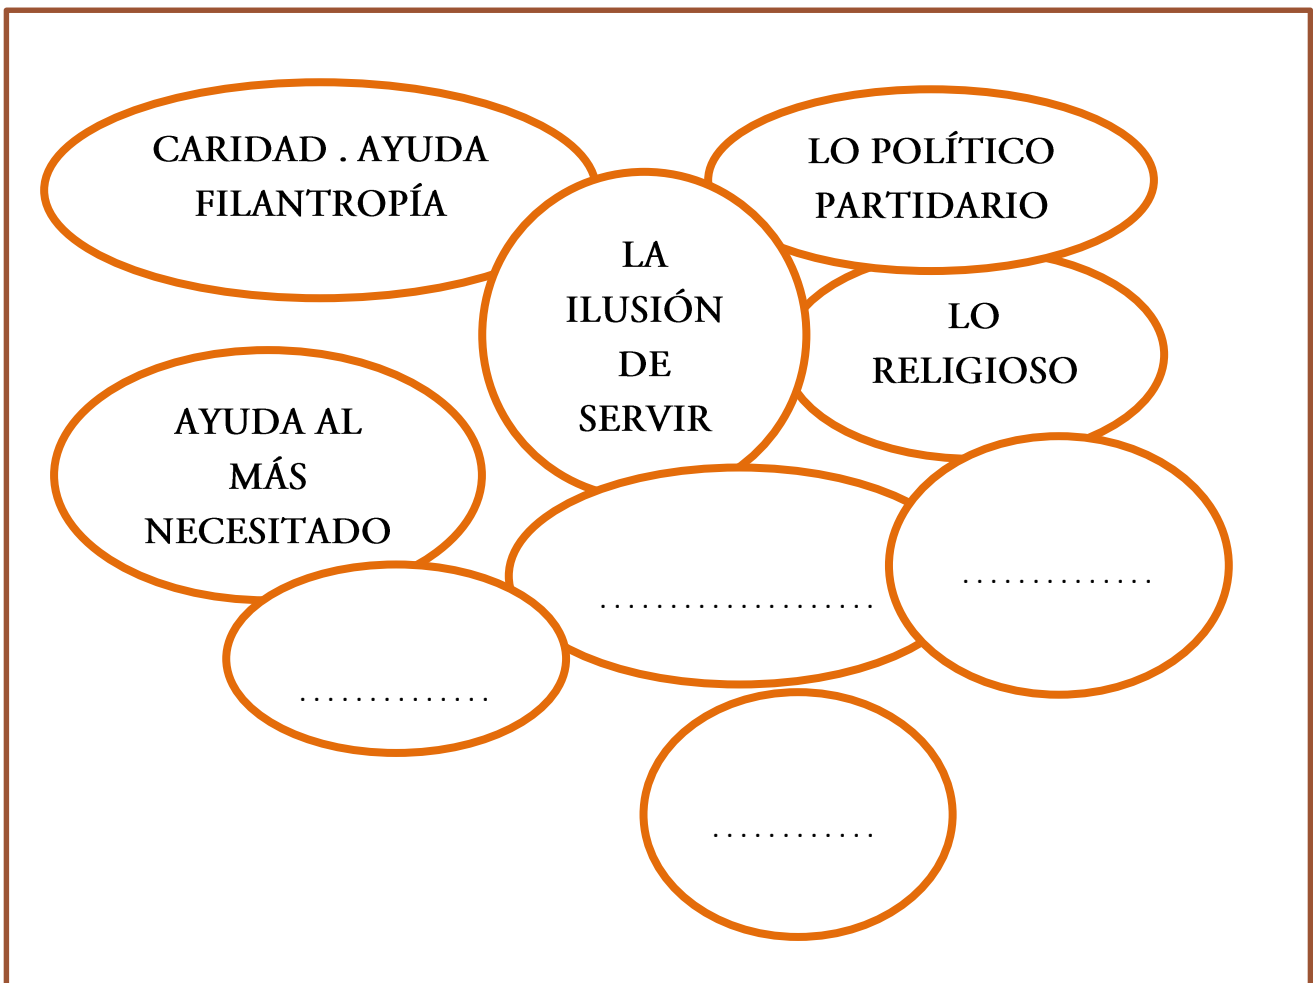 CARIDAD . AYUDA
FILANTROPÍA
LO POLÍTICO
PARTIDARIO
LA
ILUSIÓN
DE
SERVIR
LO
RELIGIOSO
AYUDA AL
MÁS
NECESITADO
. . . . . . . . . . . . . .
. . . . . . . . . . . . . . . . . . . .
. . . . . . . . . . . . . .
. . . . . . . . . . . .